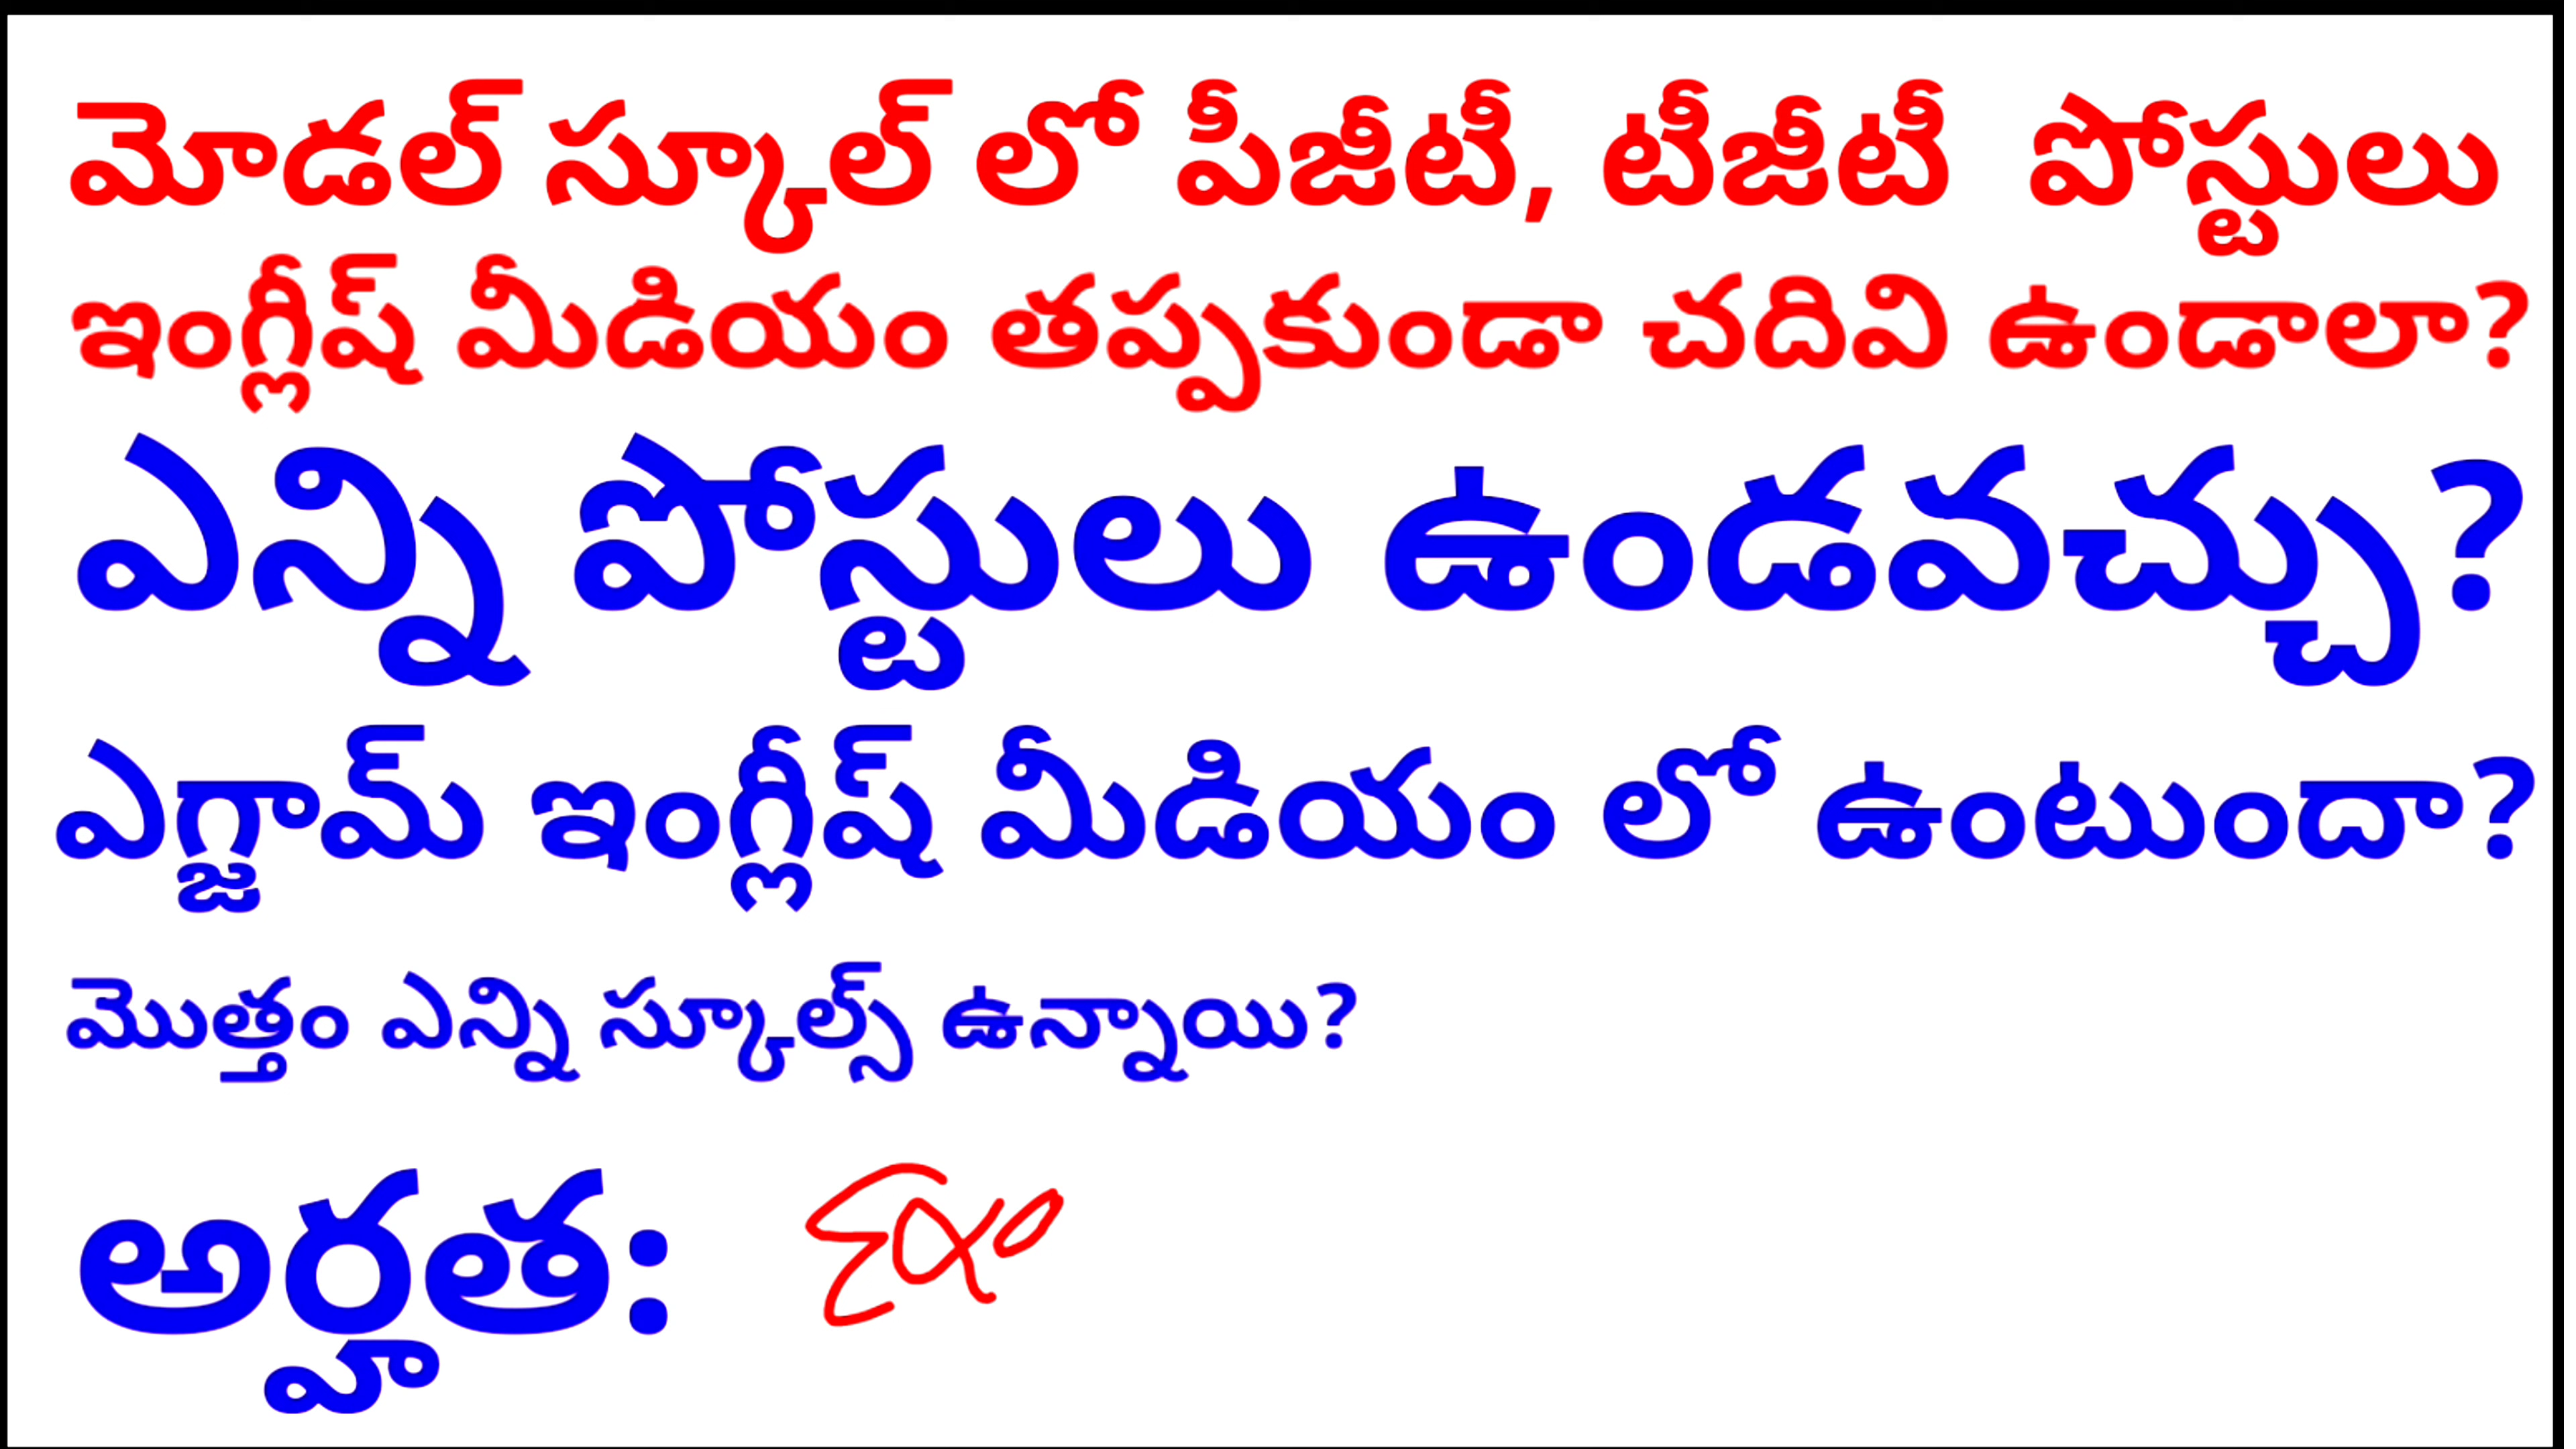 మోడల్ స్కూల్ లో పీజీటీ, టీజీటీ పోస్టులు
ఇంగ్లీష్ మీడియం తప్పకుండా చదివి ఉండాలా?
ఎన్ని పోస్టులు ఉండవచ్చు?
ఎగ్జామ్ ఇంగ్లీష్ మీడియం లో ఉంటుందా?
మొత్తం ఎన్ని స్కూల్స్ ఉన్నాయి?
అర్హత: